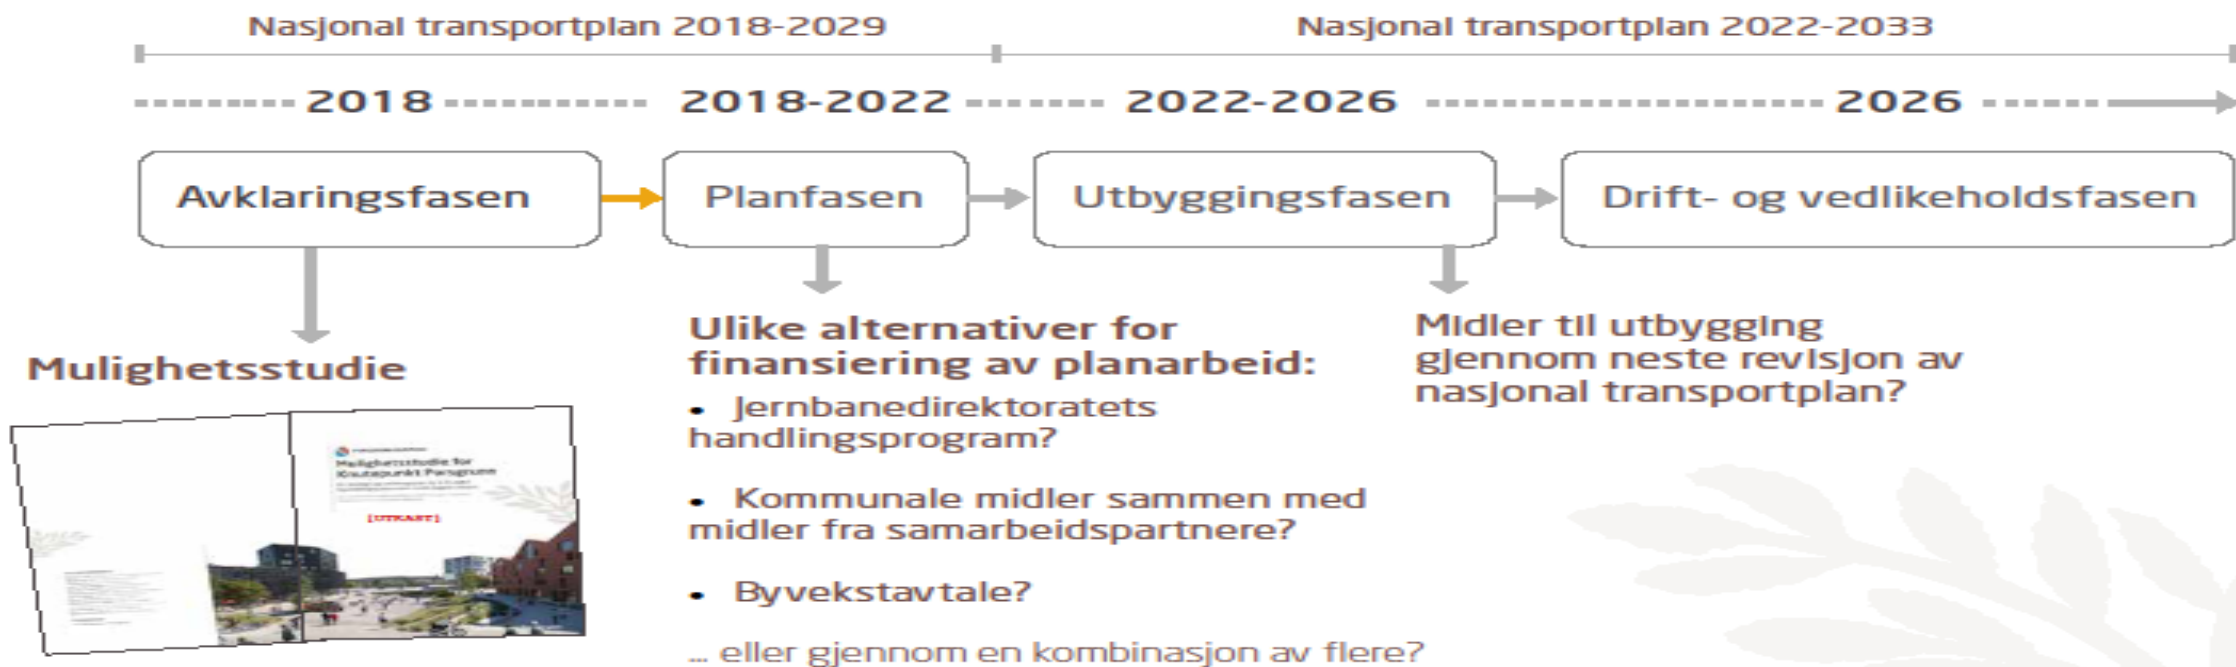 Nasjonal transportplan 2018-2029
Nasjonal transportplan 2022-2033
2018
2018-2022
2022-2026
2026
Avklaringsfasen
Planfasen
Utbyggingsfasen
Drift- og vedlikeholdsfasen
Mulighetsstudie
Mulighetsstudie for
Knutepunkt Porsgrunn
[UTKAST]
Ulike alternativer for
finansiering av planarbeid:
• Jernbanedirektoratets
handlingsprogram?
• Kommunale midler sammen med
midler fra samarbeidspartnere?
• Byvekstavtale?
... eller gjennom en kombinasjon av flere?
Midler til utbygging
gjennom neste revisjon av
nasjonal transportplan?